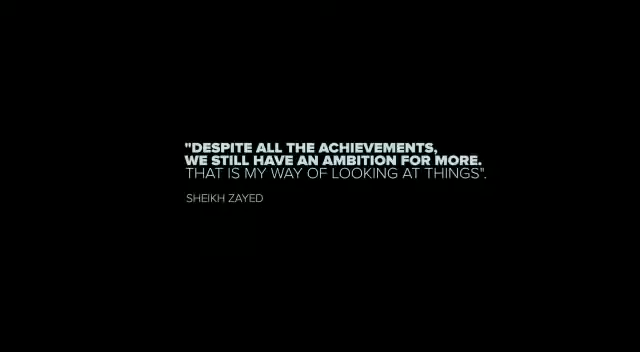 "DESPITE ALL THE ACHIEVEMENTS,
WE STILL HAVE AN AMBITION FOR MORE.
THAT IS MY WAY OF LOOKING AT THINGS".
SHEIKH ZAYED